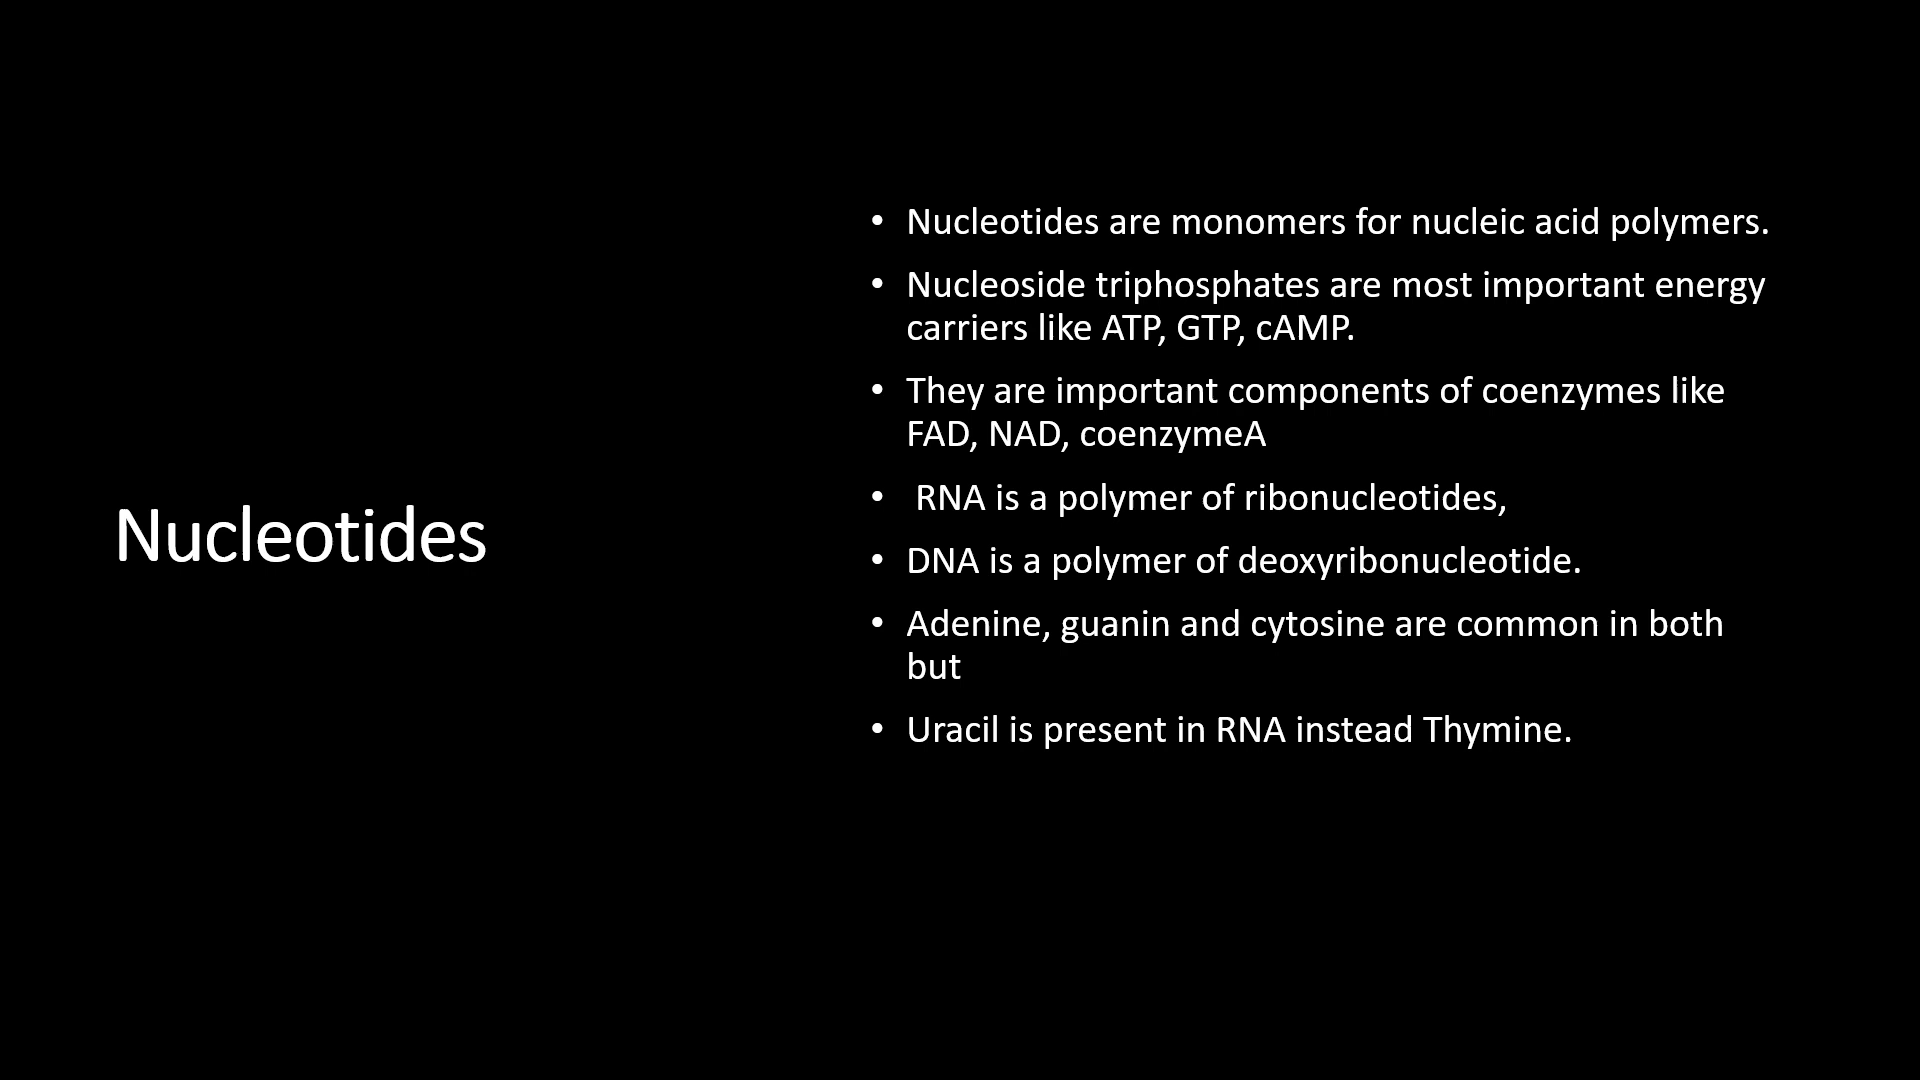 Nucleotides
• Nucleotides are monomers for nucleic acid polymers.
• Nucleoside triphosphates are most important energy
carriers like ATP, GTP, cAMP.
• They are important components of coenzymes like
FAD, NAD, coenzymeA
• RNA is a polymer of ribonucleotides,
• DNA is a polymer of deoxyribonucleotide.
• Adenine, guanin and cytosine are common in both
but
• Uracil is present in RNA instead Thymine.